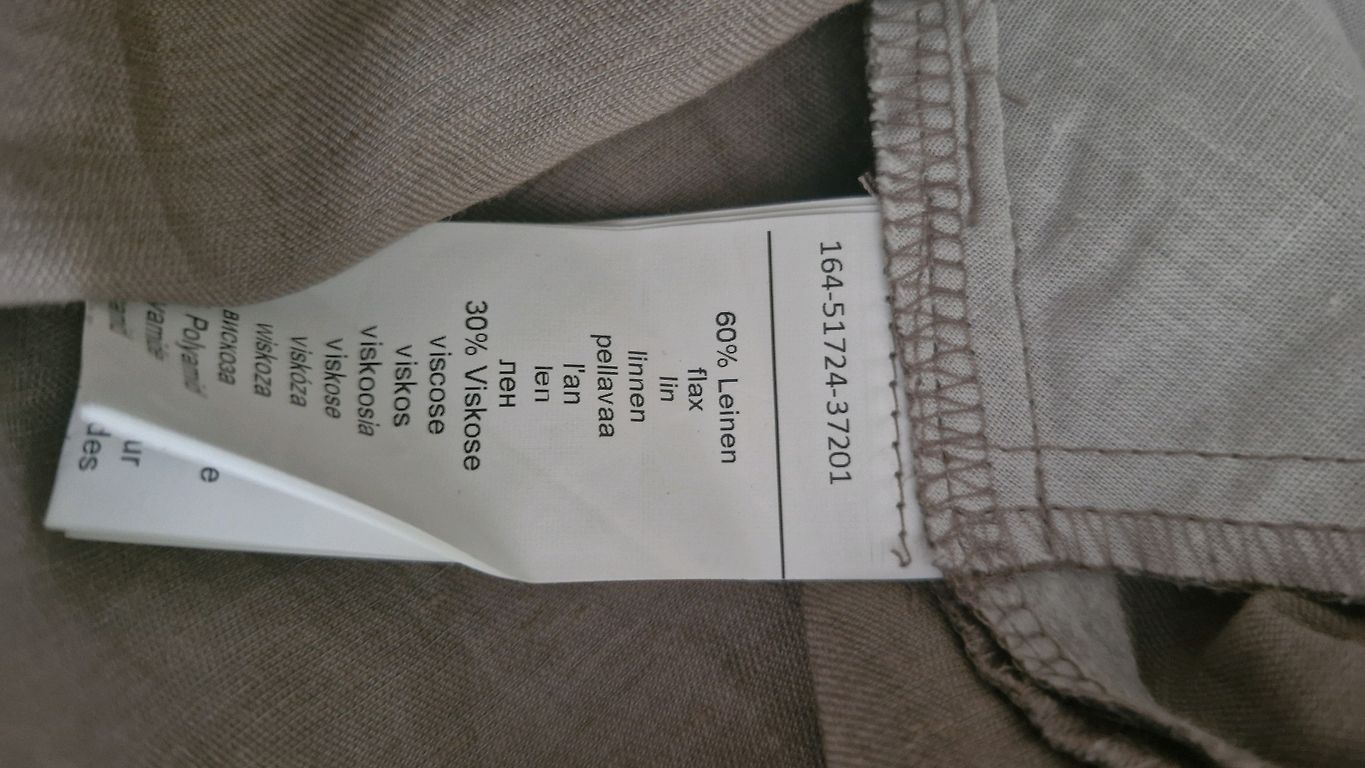 164-51724-37201
60% Leinen
flax
lin
linnen
pellavaa
l'an
len
лен
30% Viskose
viscose
viskos
viskoosia
viskose
viskóza
wiskoza
вискоза
Polyamid
e
ur
des